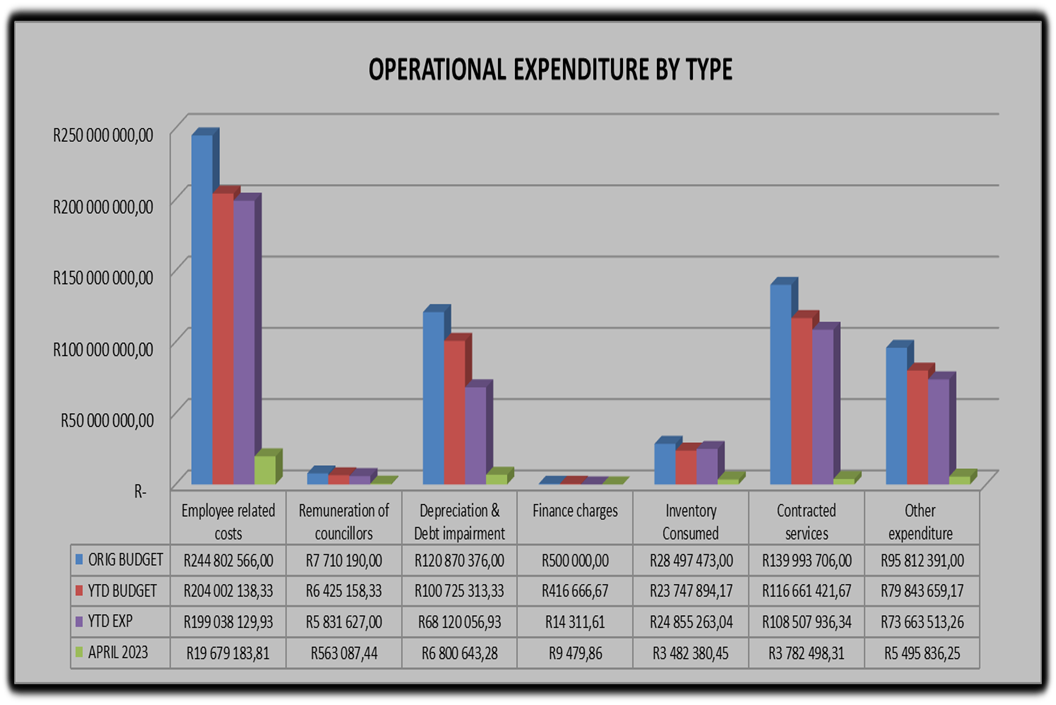 OPERATIONAL EXPENDITURE BY TYPE
R250 000 000,00
R200 000 000,00
R150 000 000,00
R100 000 000,00
R50 000 000,00
R-
Employee related costs Remuneration of councillors Depreciation & Debt impairment Finance charges Inventory Consumed Contracted services Other expenditure
ORIG BUDGET R244 802 566,00 R7 710 190,00 R120 870 376,00 R500 000,00 R28 497 473,00 R139 993 706,00 R95 812 391,00
YTD BUDGET R204 002 138,33 R6 425 158,33 R100 725 313,33 R416 666,67 R23 747 894,17 R116 661 421,67 R79 843 659,17
YTD EXP R199 038 129,93 R5 831 627,00 R68 120 056,93 R14 311,61 R24 855 263,04 R108 507 936,34 R73 663 513,26
APRIL 2023 R19 679 183,81 R563 087,44 R6 800 643,28 R9 479,86 R3 482 380,45 R3 782 498,31 R5 495 836,25